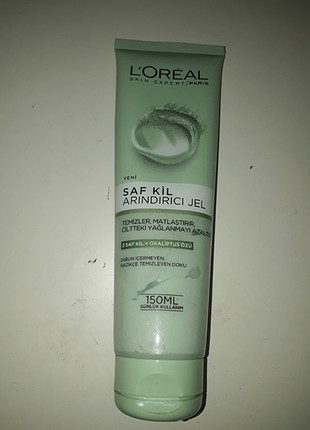 L'ORÉAL
SKIN EXPERT/PARIS
YENİ
SAF KİL
ARINDIRICI JEL
TEMİZLER, MATLAŞTIRIR,
CİLTTEKİ YAĞLANMAYI AZALTIR
3 SAF KİL + OKALİPTUS ÖZÜ
SABUN İÇERMEYEN,
NAZİKÇE TEMİZLEYEN DOKU
150ML
GÜNLÜK KULLANIM